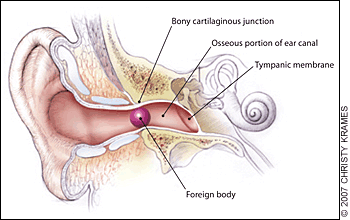 Bony cartilaginous junction
Osseous portion of ear canal
Tympanic membrane
Foreign body
© 2007 CHRISTY KRAMES